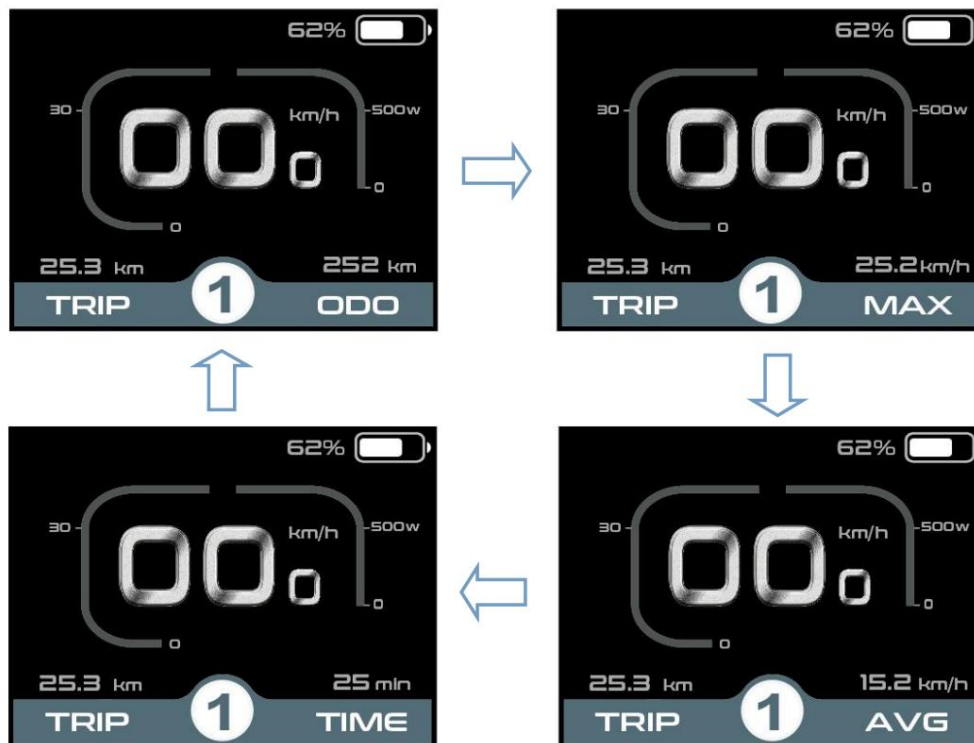 62%
30 km/h 500w
00.0
0
0
25.3 km 252 km
TRIP 1 ODO
62%
30 km/h 500w
00.0
0
0
25.3 km 25.2 km/h
TRIP 1 MAX
62%
30 km/h 500w
00.0
0
0
25.3 km 25 min
TRIP 1 TIME
62%
30 km/h 500w
00.0
0
0
25.3 km 15.2 km/h
TRIP 1 AVG